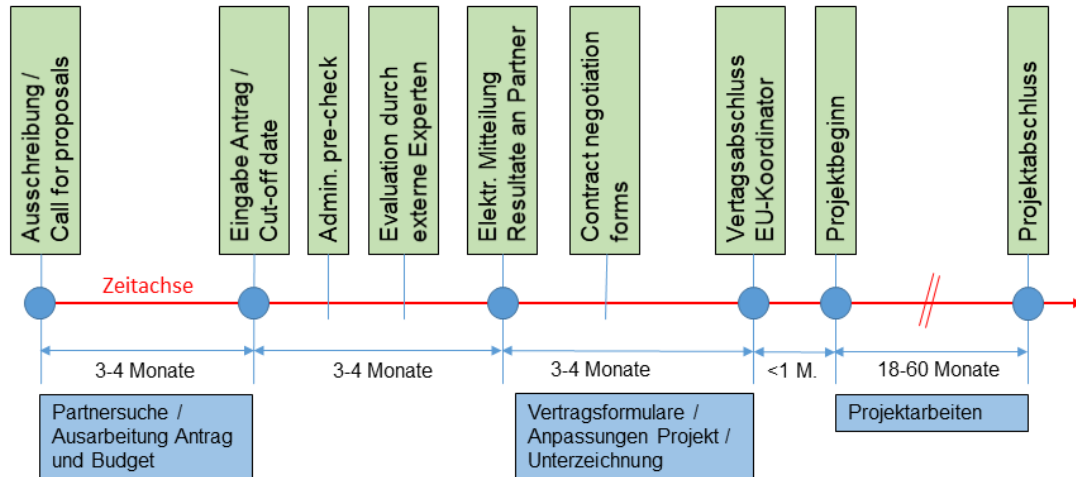 Ausschreibung /
Call for proposals
Eingabe Antrag /
Cut-off date
Admin. pre-check
Evaluation durch
externe Experten
Elektr. Mitteilung
Resultate an Partner
Contract negotiation
forms
Vertagsabschluss
EU-Koordinator
Projektbeginn
Projektabschluss
Zeitachse
3-4 Monate
3-4 Monate
3-4 Monate
<1 M.
18-60 Monate
Partnersuche /
Ausarbeitung Antrag
und Budget
Vertragsformulare /
Anpassungen Projekt /
Unterzeichnung
Projektarbeiten